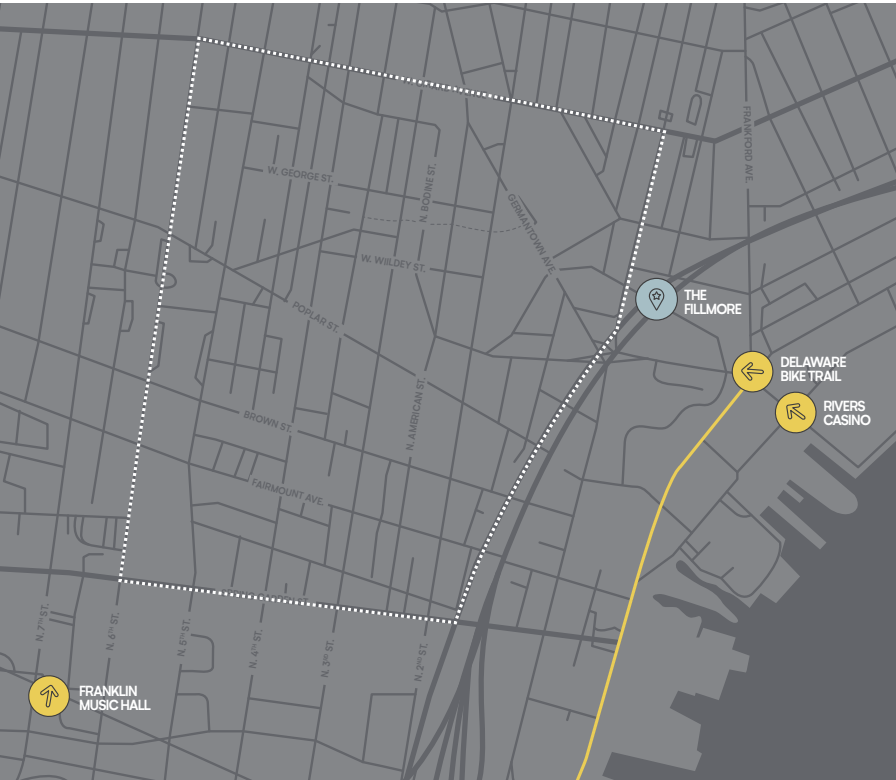 FRANKFORD AVE.
W. GEORGE ST.
N. BODINE ST.
GERMANTOWN AVE.
W. WIILDEY ST.
THE
FILLMORE
POPLAR ST.
DELAWARE
BIKE TRAIL
N. AMERICAN ST.
RIVERS
CASINO
BROWN ST.
FAIRMOUNT AVE.
N. 7TH ST.
N. 6TH ST.
N. 5TH ST.
N. 4TH ST.
N. 3RD ST.
N. 2ND ST.
FRANKLIN
MUSIC HALL